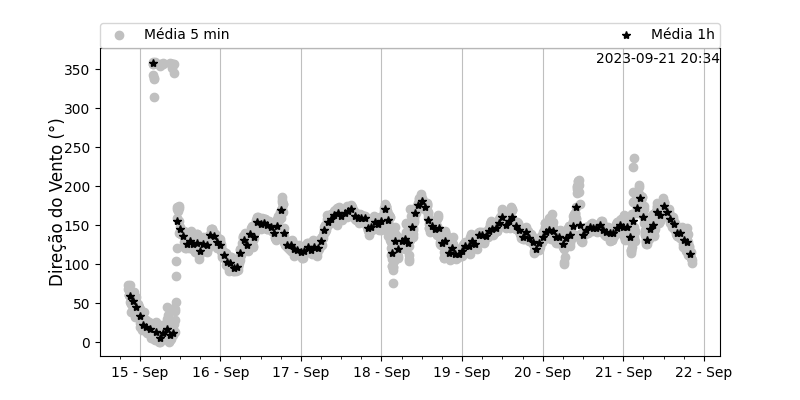 Média 5 min
Média 1h
2023-09-21 20:34
Direção do Vento (°)
350
300
250
200
150
100
50
0
15 - Sep
16 - Sep
17 - Sep
18 - Sep
19 - Sep
20 - Sep
21 - Sep
22 - Sep